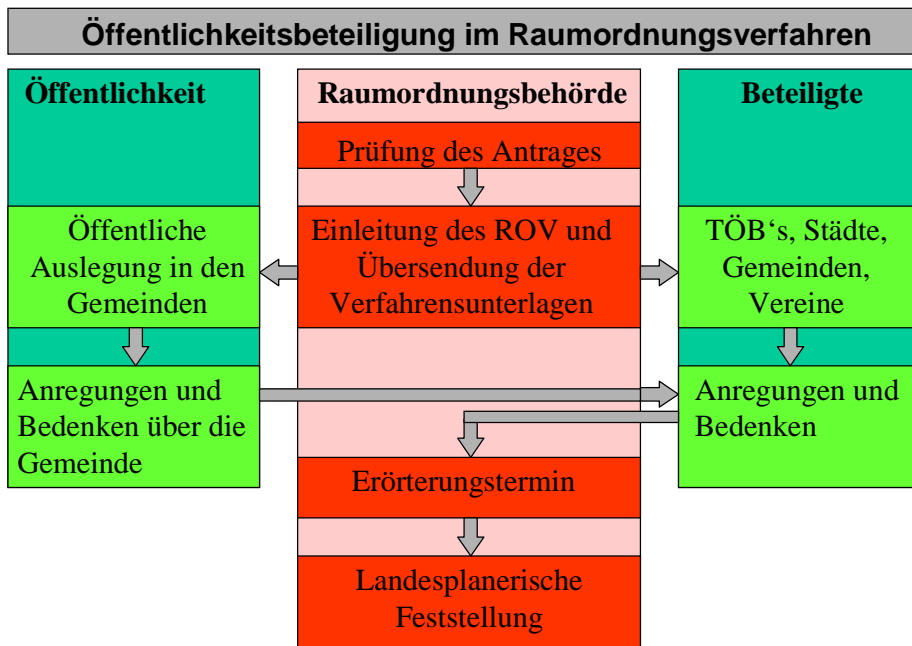 Öffentlichkeitsbeteiligung im Raumordnungsverfahren
Öffentlichkeit
Raumordnungsbehörde
Beteiligte
Prüfung des Antrages
Öffentliche
Auslegung in den
Gemeinden
Einleitung des ROV und
Übersendung der
Verfahrensunterlagen
TÖB‘s, Städte,
Gemeinden,
Vereine
Anregungen und
Bedenken über die
Gemeinde
Anregungen und
Bedenken
Erörterungstermin
Landesplanerische
Feststellung